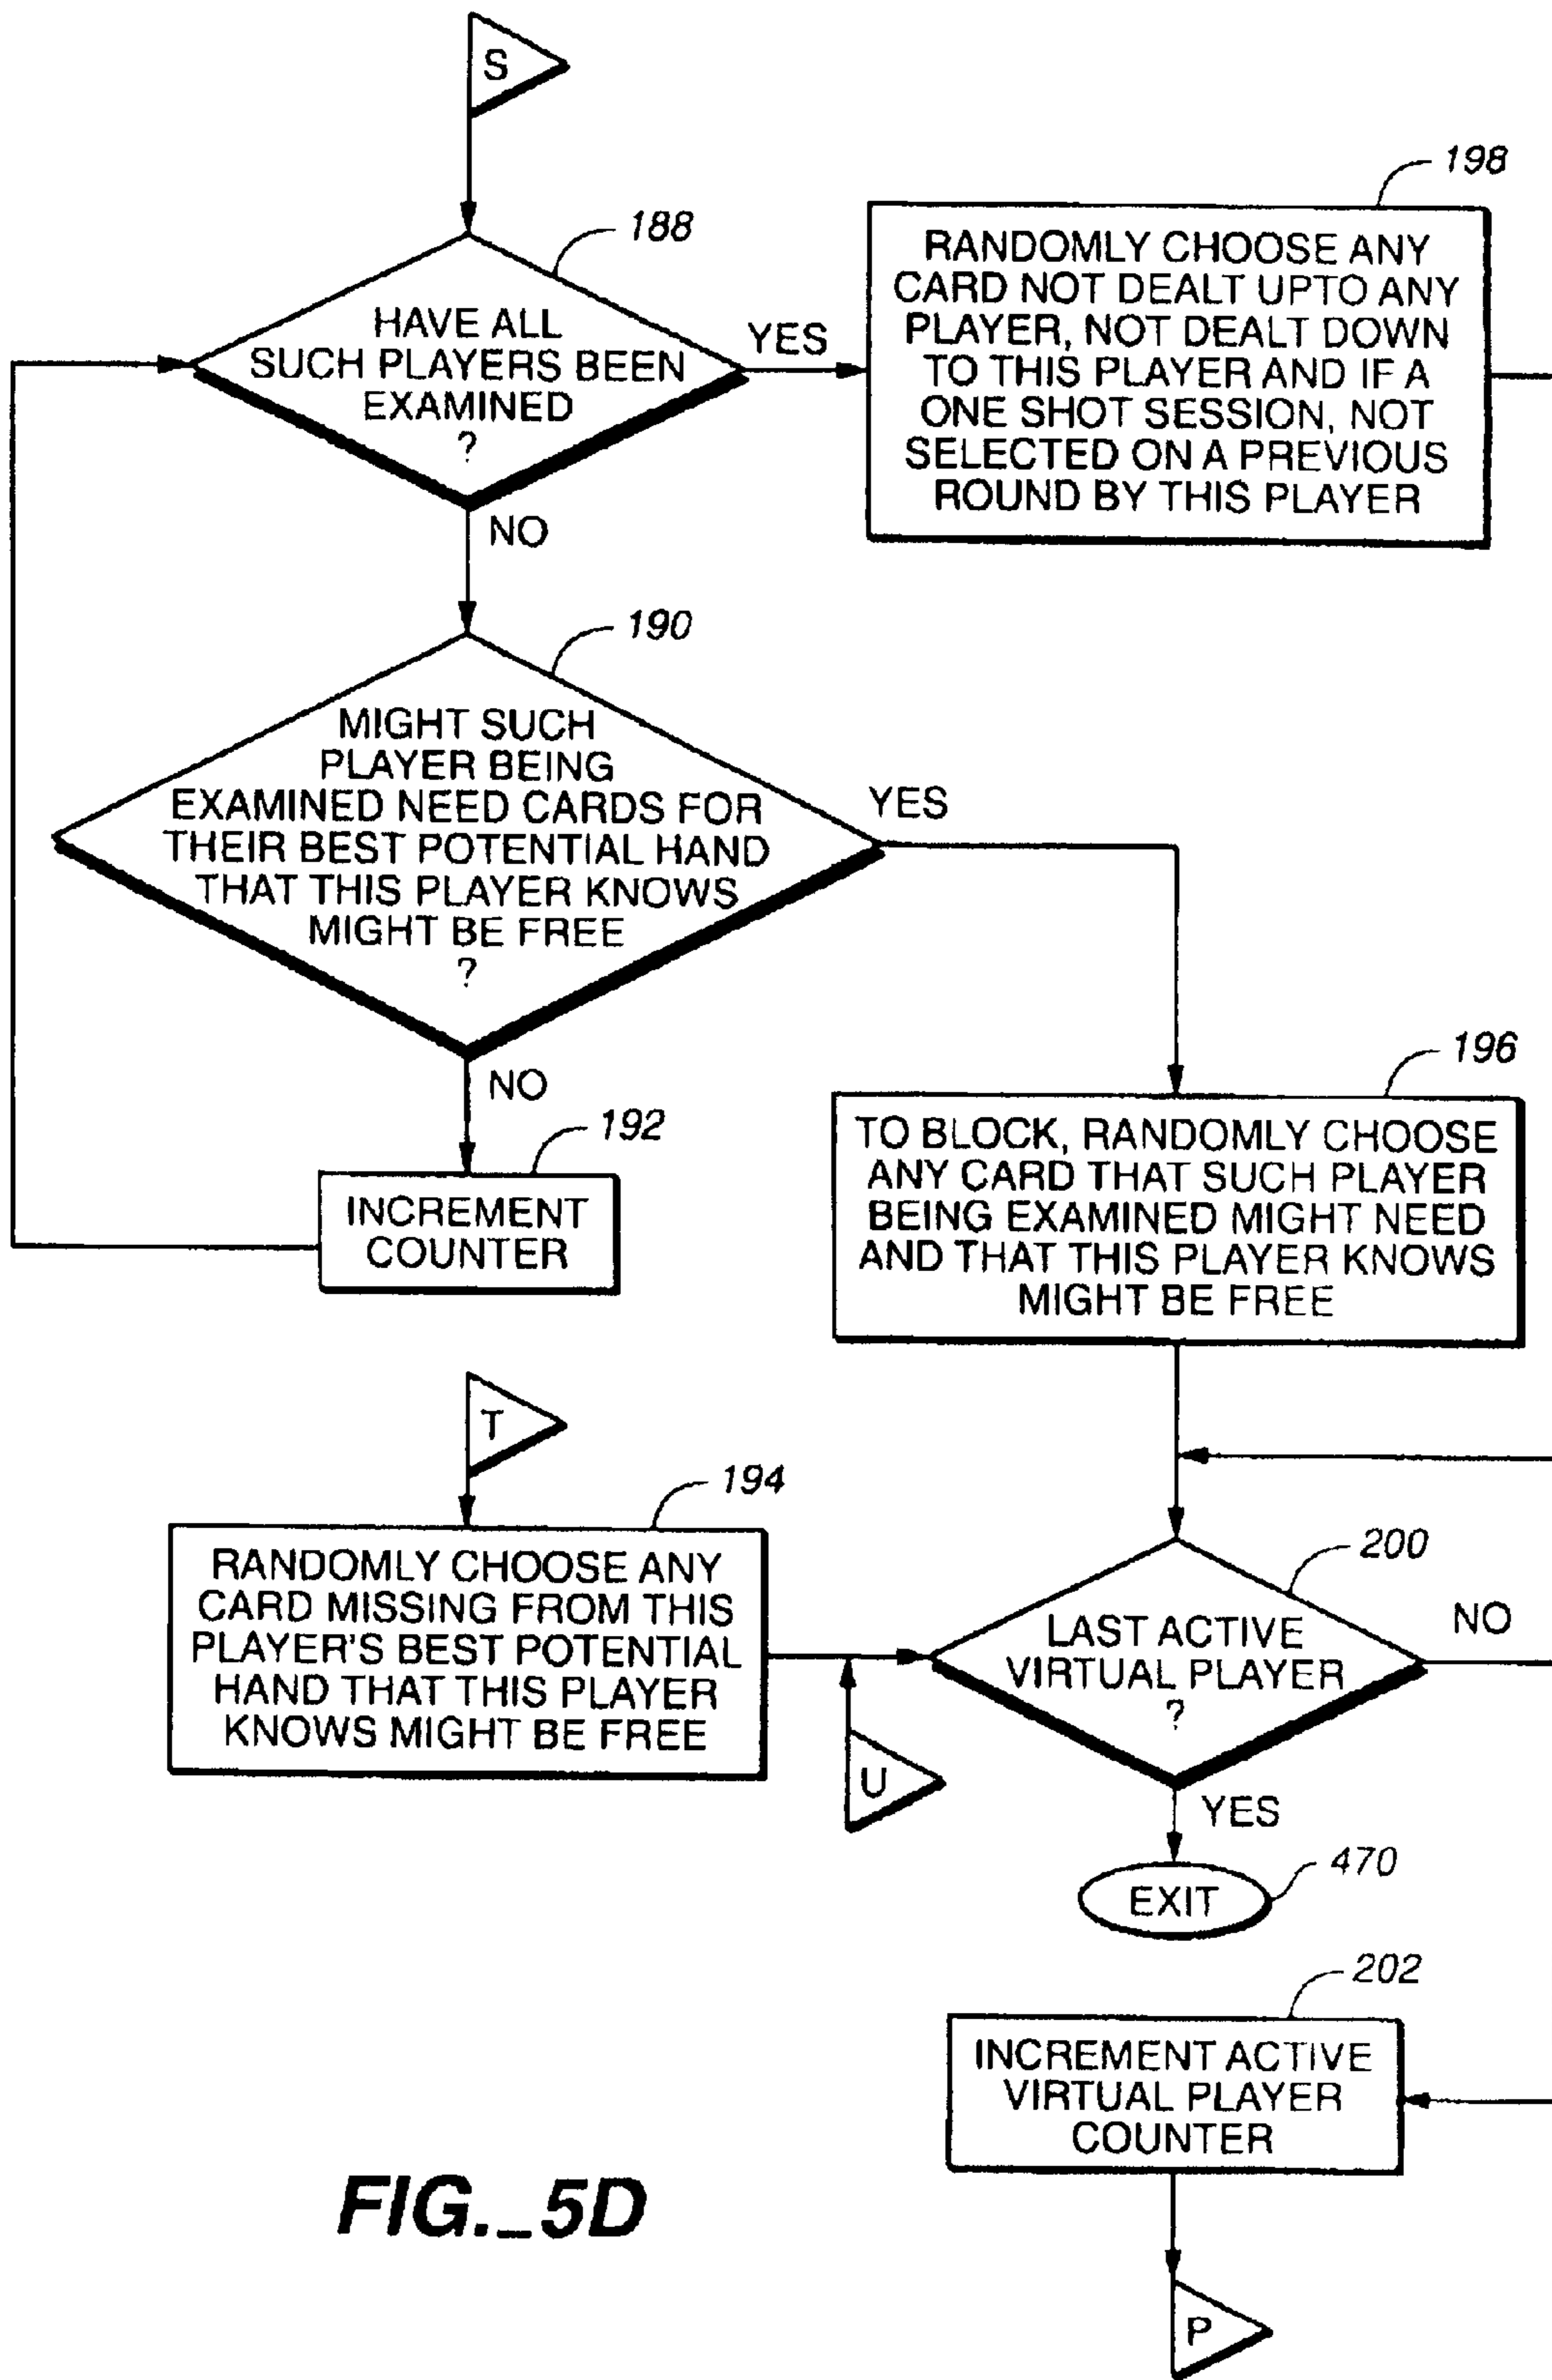 S
188
HAVE ALL
SUCH PLAYERS BEEN
EXAMINED
?
YES
NO
198
RANDOMLY CHOOSE ANY
CARD NOT DEALT UPTO ANY
PLAYER, NOT DEALT DOWN
TO THIS PLAYER AND IF A
ONE SHOT SESSION, NOT
SELECTED ON A PREVIOUS
ROUND BY THIS PLAYER
190
MIGHT SUCH
PLAYER BEING
EXAMINED NEED CARDS FOR
THEIR BEST POTENTIAL HAND
THAT THIS PLAYER KNOWS
MIGHT BE FREE
?
YES
NO
192
INCREMENT
COUNTER
196
TO BLOCK, RANDOMLY CHOOSE
ANY CARD THAT SUCH PLAYER
BEING EXAMINED MIGHT NEED
AND THAT THIS PLAYER KNOWS
MIGHT BE FREE
T
194
RANDOMLY CHOOSE ANY
CARD MISSING FROM THIS
PLAYER'S BEST POTENTIAL
HAND THAT THIS PLAYER
KNOWS MIGHT BE FREE
U
200
LAST ACTIVE
VIRTUAL PLAYER
?
NO
YES
470
EXIT
202
INCREMENT ACTIVE
VIRTUAL PLAYER
COUNTER
P
FIG._5D